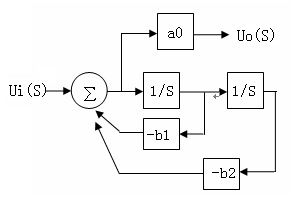 a0
Uo(S)
Ui(S)
Σ
1/S
1/S
-b1
-b2